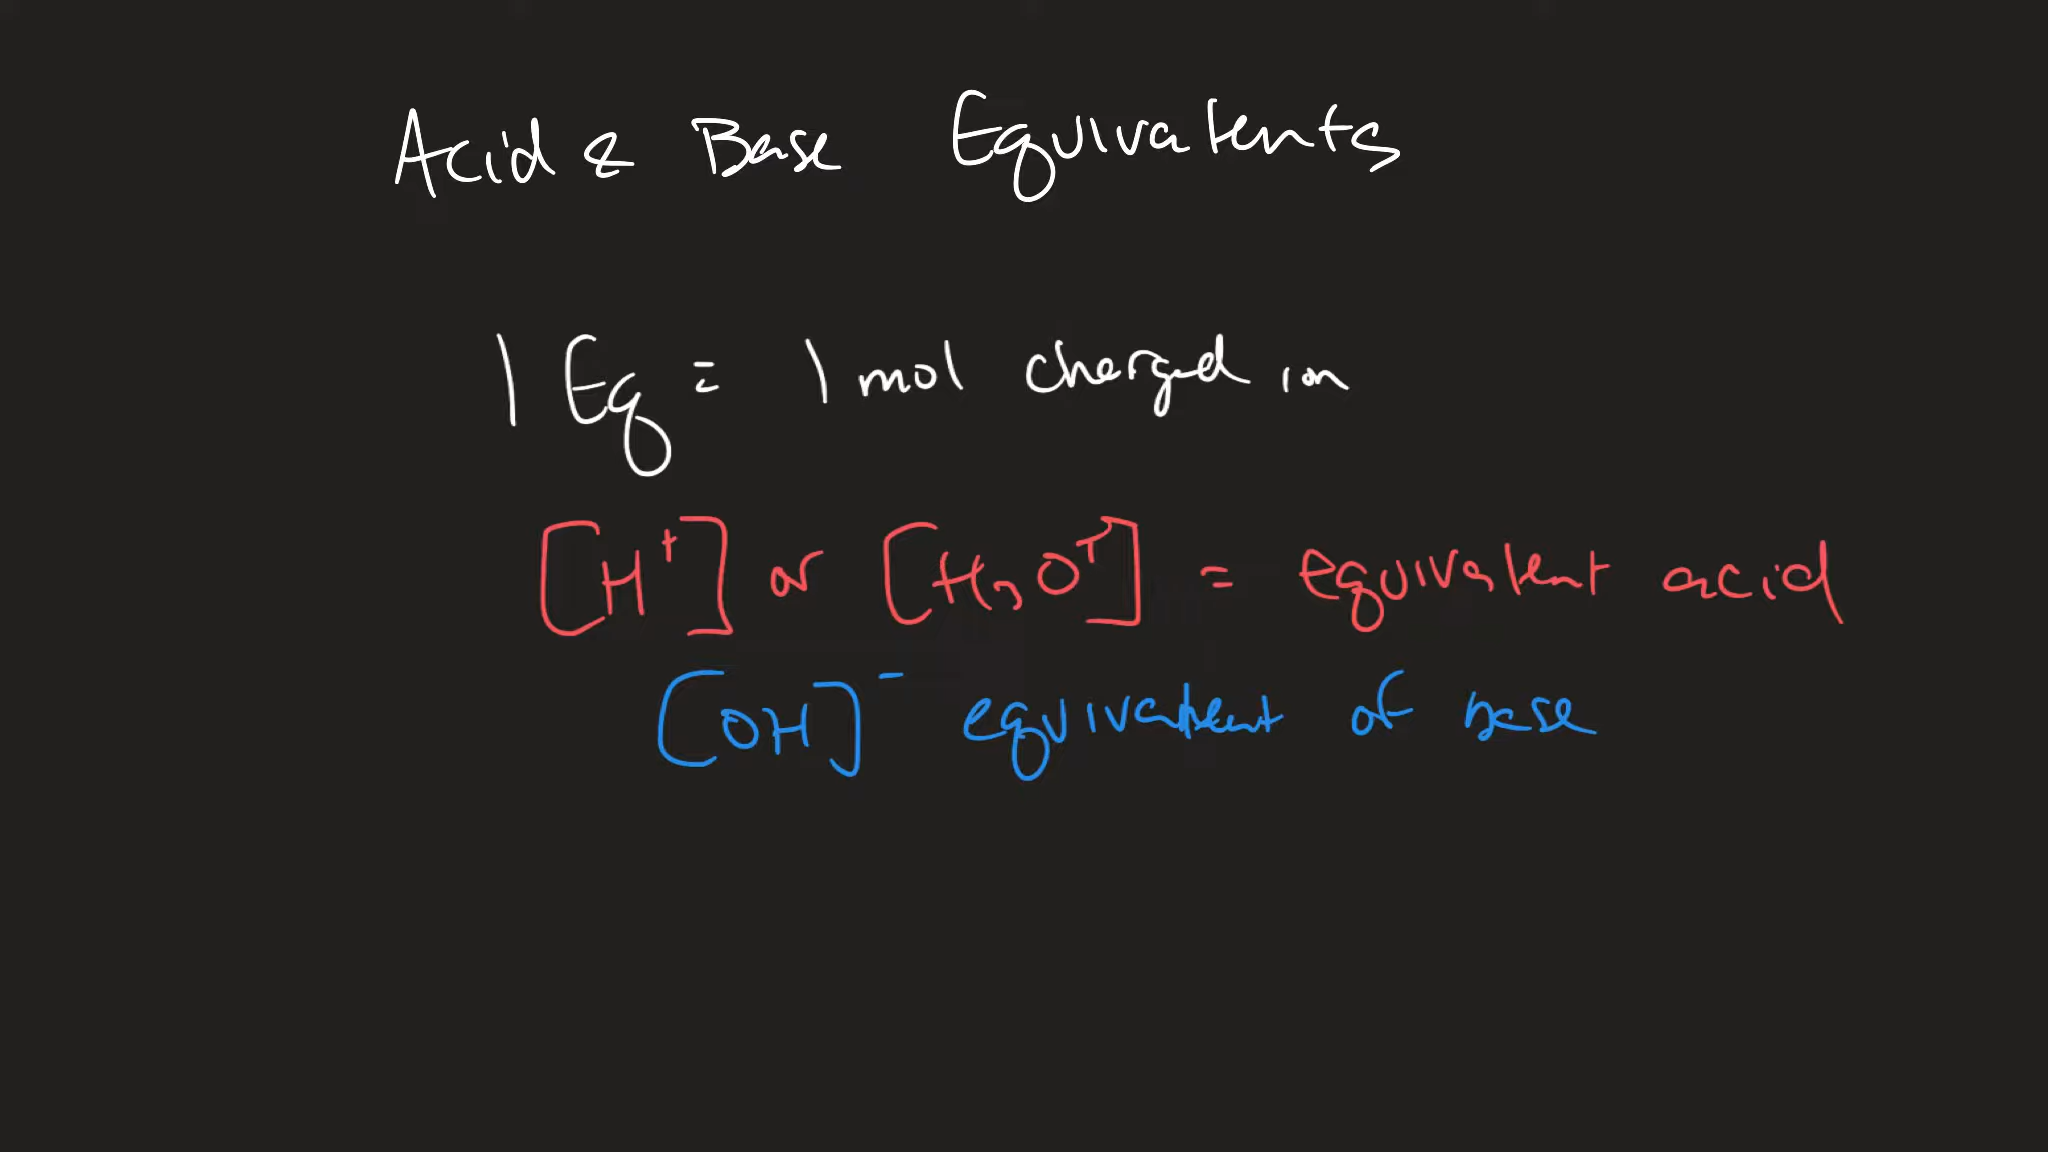 Acid & Base Equivalents
1 Eq = 1 mol charged ion
[H⁺] or [H₃O⁺] = equivalent acid
[OH]⁻ equivalent of base